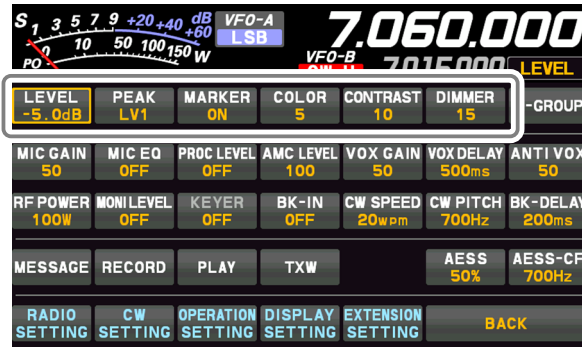 S 1 3 5 7 9 +20 +40 +60 dB VFO-A
LSB
7.060.000
PO 0 10 50 100 150 W
VFO-B
LEVEL
LEVEL PEAK MARKER COLOR CONTRAST DIMMER
-5.0dB LV1 ON 5 10 15
-GROUP
MIC GAIN MIC EQ PROC LEVEL AMC LEVEL VOX GAIN VOX DELAY ANTI VOX
50 OFF OFF 100 50 500ms 50
RF POWER MONI LEVEL KEYER BK-IN CW SPEED CW PITCH BK-DELAY
100W OFF OFF OFF 20wpm 700Hz 200ms
MESSAGE RECORD PLAY TXW AESS AESS-CF
50% 700Hz
RADIO CW OPERATION DISPLAY EXTENSION
SETTING SETTING SETTING SETTING SETTING
BACK